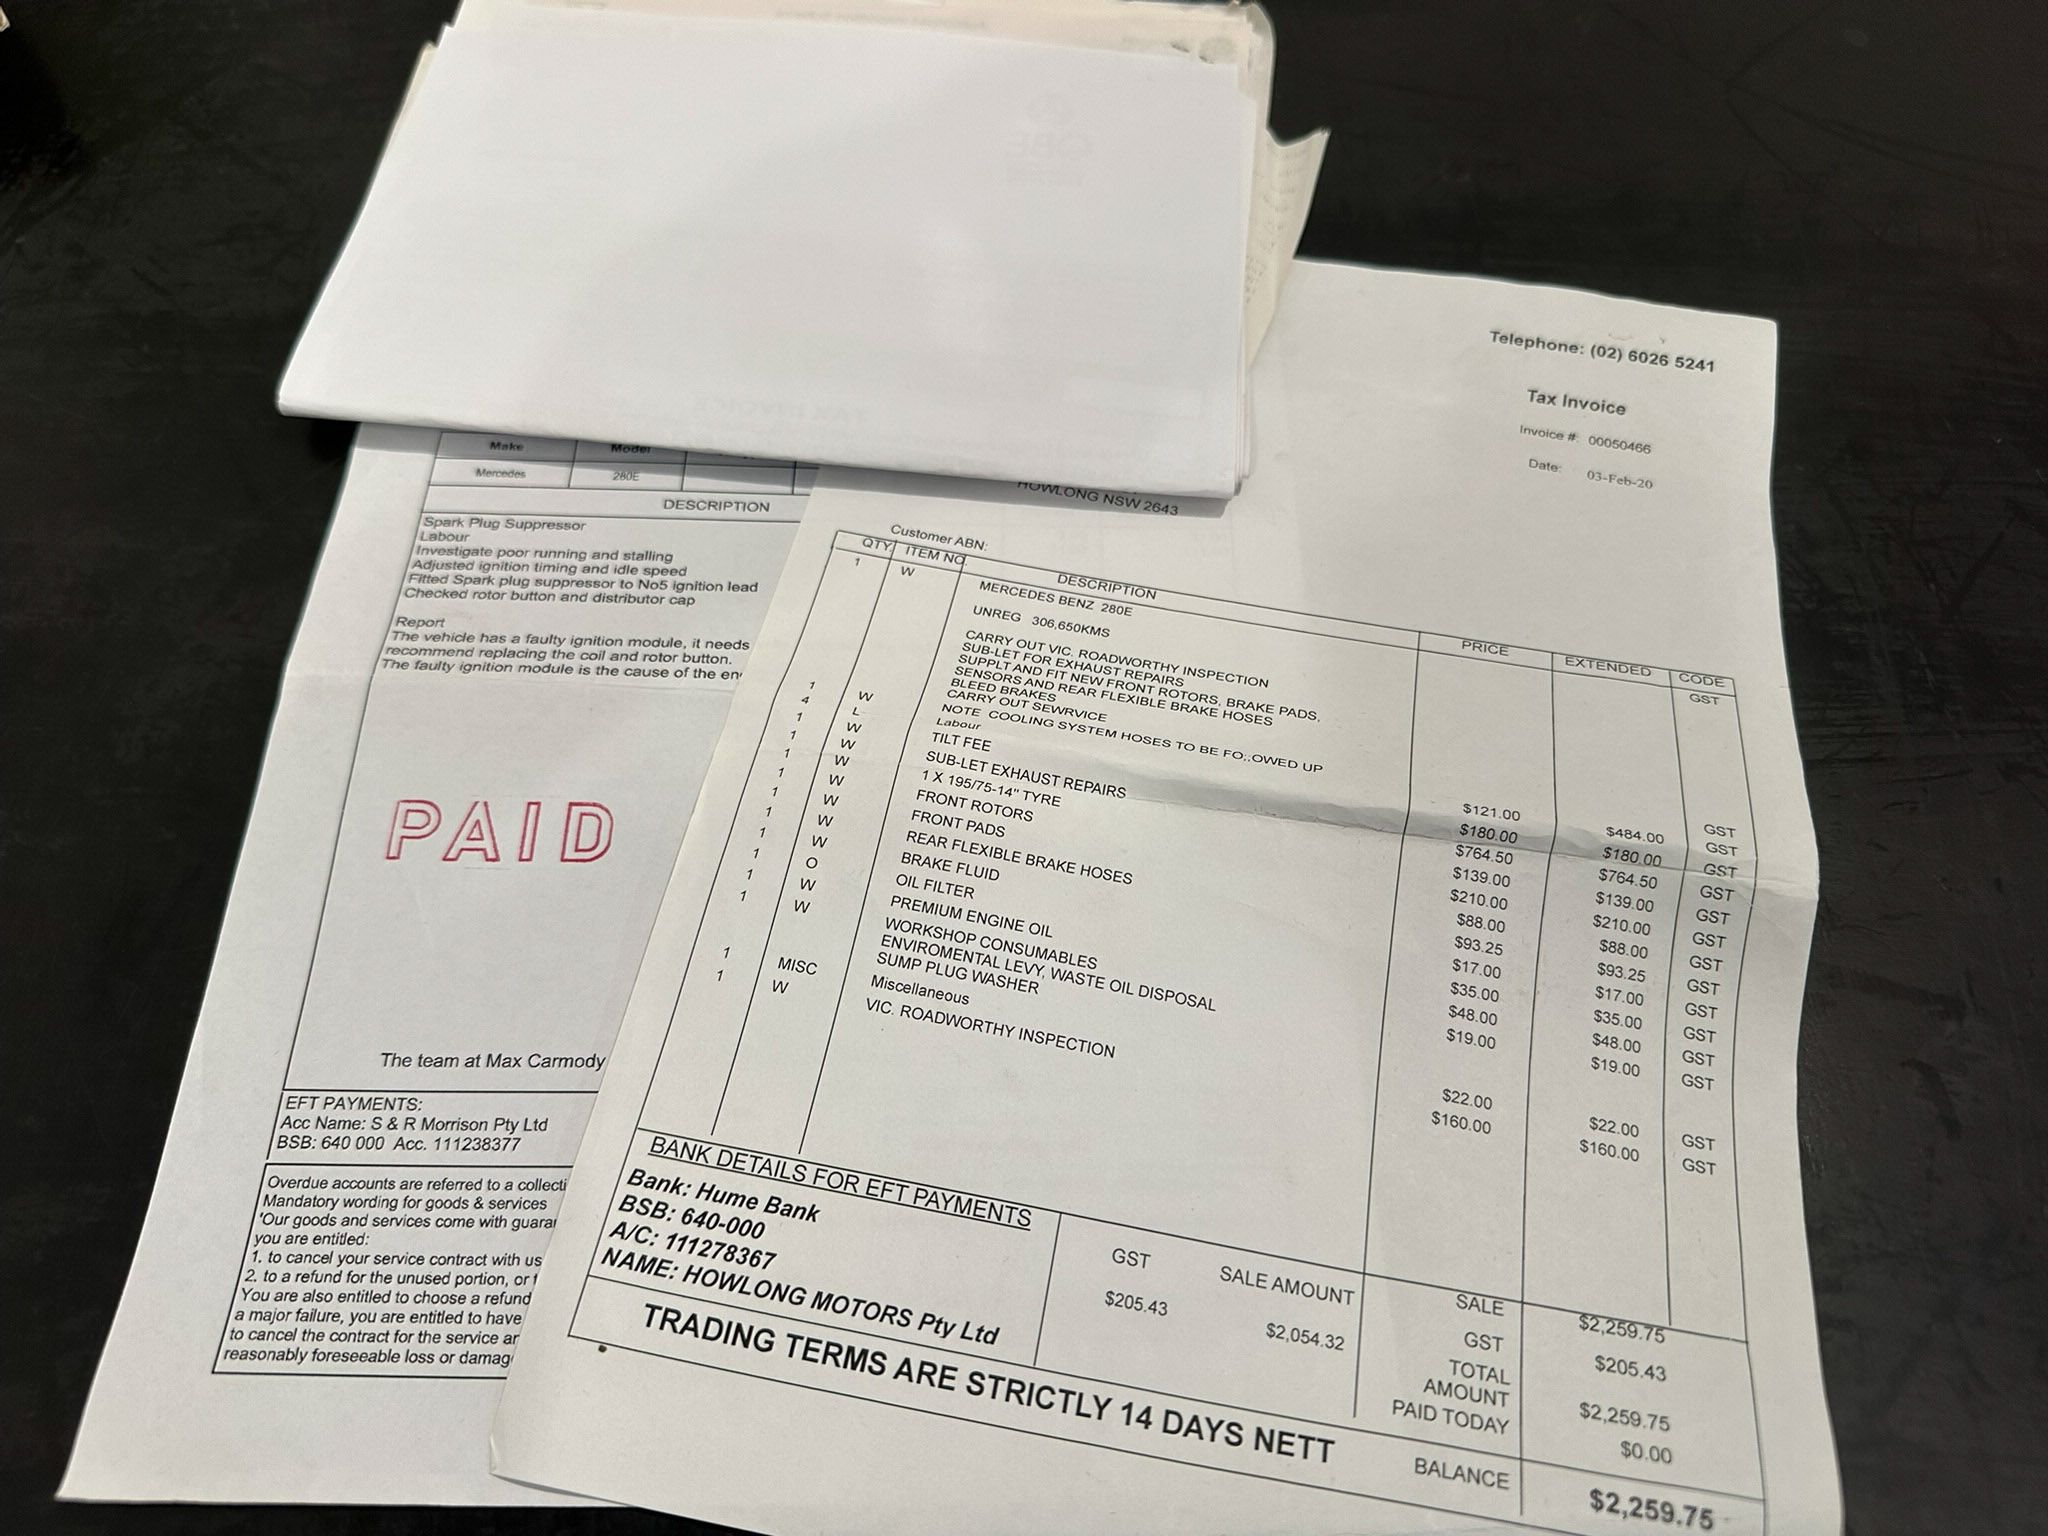 Make Model
Mercedes 280E
DESCRIPTION
Spark Plug Suppressor
Labour
Investigate poor running and stalling
Adjusted ignition timing and idle speed
Fitted Spark plug suppressor to No5 ignition lead
Checked rotor button and distributor cap
Report
The vehicle has a faulty ignition module, it needs
recommend replacing the coil and rotor button.
The faulty ignition module is the cause of the en
PAID
The team at Max Carmody
EFT PAYMENTS:
Acc Name: S & R Morrison Pty Ltd
BSB: 640 000 Acc. 111238377
Overdue accounts are referred to a collecti
Mandatory wording for goods & services
'Our goods and services come with guaran
you are entitled:
1. to cancel your service contract with us
2. to a refund for the unused portion, or t
You are also entitled to choose a refund
a major failure, you are entitled to have
to cancel the contract for the service an
reasonably foreseeable loss or damag
Telephone: (02) 6026 5241
Tax Invoice
Invoice #: 00050466
Date: 03-Feb-20
HOWLONG NSW 2643
Customer ABN:
QTY. ITEM NO. DESCRIPTION PRICE EXTENDED CODE
1 W MERCEDES BENZ 280E GST
UNREG 306,650KMS
CARRY OUT VIC. ROADWORTHY INSPECTION
SUB-LET FOR EXHAUST REPAIRS
SUPPLT AND FIT NEW FRONT ROTORS, BRAKE PADS,
SENSORS AND REAR FLEXIBLE BRAKE HOSES
BLEED BRAKES
CARRY OUT SEWRVICE
NOTE COOLING SYSTEM HOSES TO BE FO;.OWED UP
1 W
4 L Labour $121.00 $484.00 GST
1 W TILT FEE $180.00 $180.00 GST
1 W SUB-LET EXHAUST REPAIRS $764.50 $764.50 GST
1 W 1 X 195/75-14" TYRE $139.00 $139.00 GST
1 W FRONT ROTORS $210.00 $210.00 GST
1 W FRONT PADS $88.00 $88.00 GST
1 W REAR FLEXIBLE BRAKE HOSES $93.25 $93.25 GST
1 W BRAKE FLUID $17.00 $17.00 GST
1 O OIL FILTER $35.00 $35.00 GST
1 W PREMIUM ENGINE OIL $48.00 $48.00 GST
1 W WORKSHOP CONSUMABLES $19.00 $19.00 GST
ENVIROMENTAL LEVY, WASTE OIL DISPOSAL
SUMP PLUG WASHER
1 MISC Miscellaneous $22.00 $22.00 GST
1 W VIC. ROADWORTHY INSPECTION $160.00 $160.00 GST
BANK DETAILS FOR EFT PAYMENTS
Bank: Hume Bank
BSB: 640-000
A/C: 111278367
NAME: HOWLONG MOTORS Pty Ltd
GST SALE AMOUNT
$205.43 $2,054.32
SALE $2,259.75
GST $205.43
TOTAL AMOUNT $2,259.75
PAID TODAY $0.00
BALANCE $2,259.75
TRADING TERMS ARE STRICTLY 14 DAYS NETT